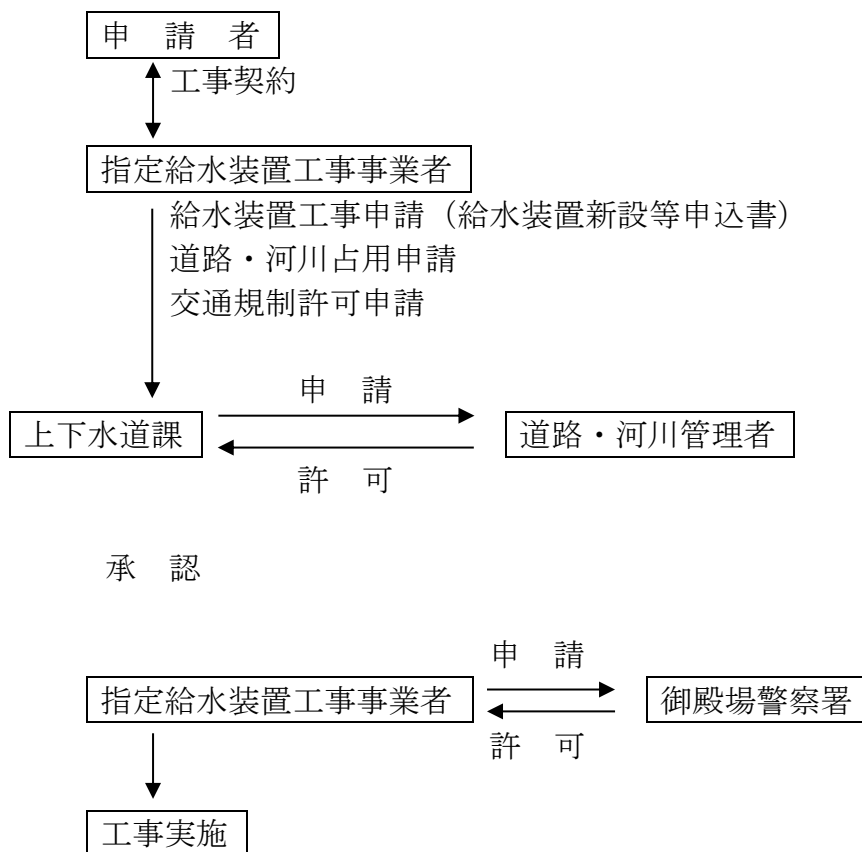 申　請　者
工事契約
指定給水装置工事事業者
給水装置工事申請（給水装置新設等申込書）
道路・河川占用申請
交通規制許可申請
申　請
上下水道課
道路・河川管理者
許　可
承　認
申　請
指定給水装置工事事業者
御殿場警察署
許　可
工事実施